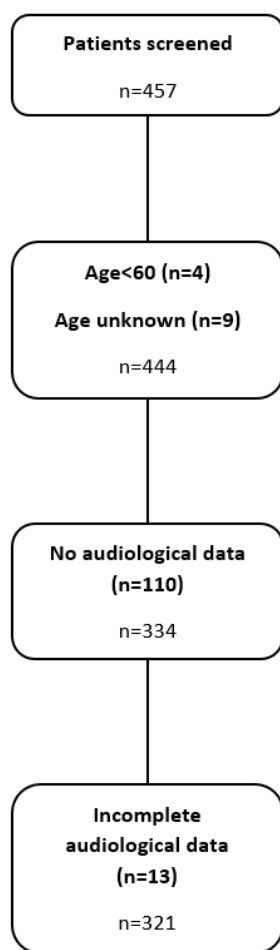 Patients screened
n=457
Age<60 (n=4)
Age unknown (n=9)
n=444
No audiological data
(n=110)
n=334
Incomplete
audiological data
(n=13)
n=321